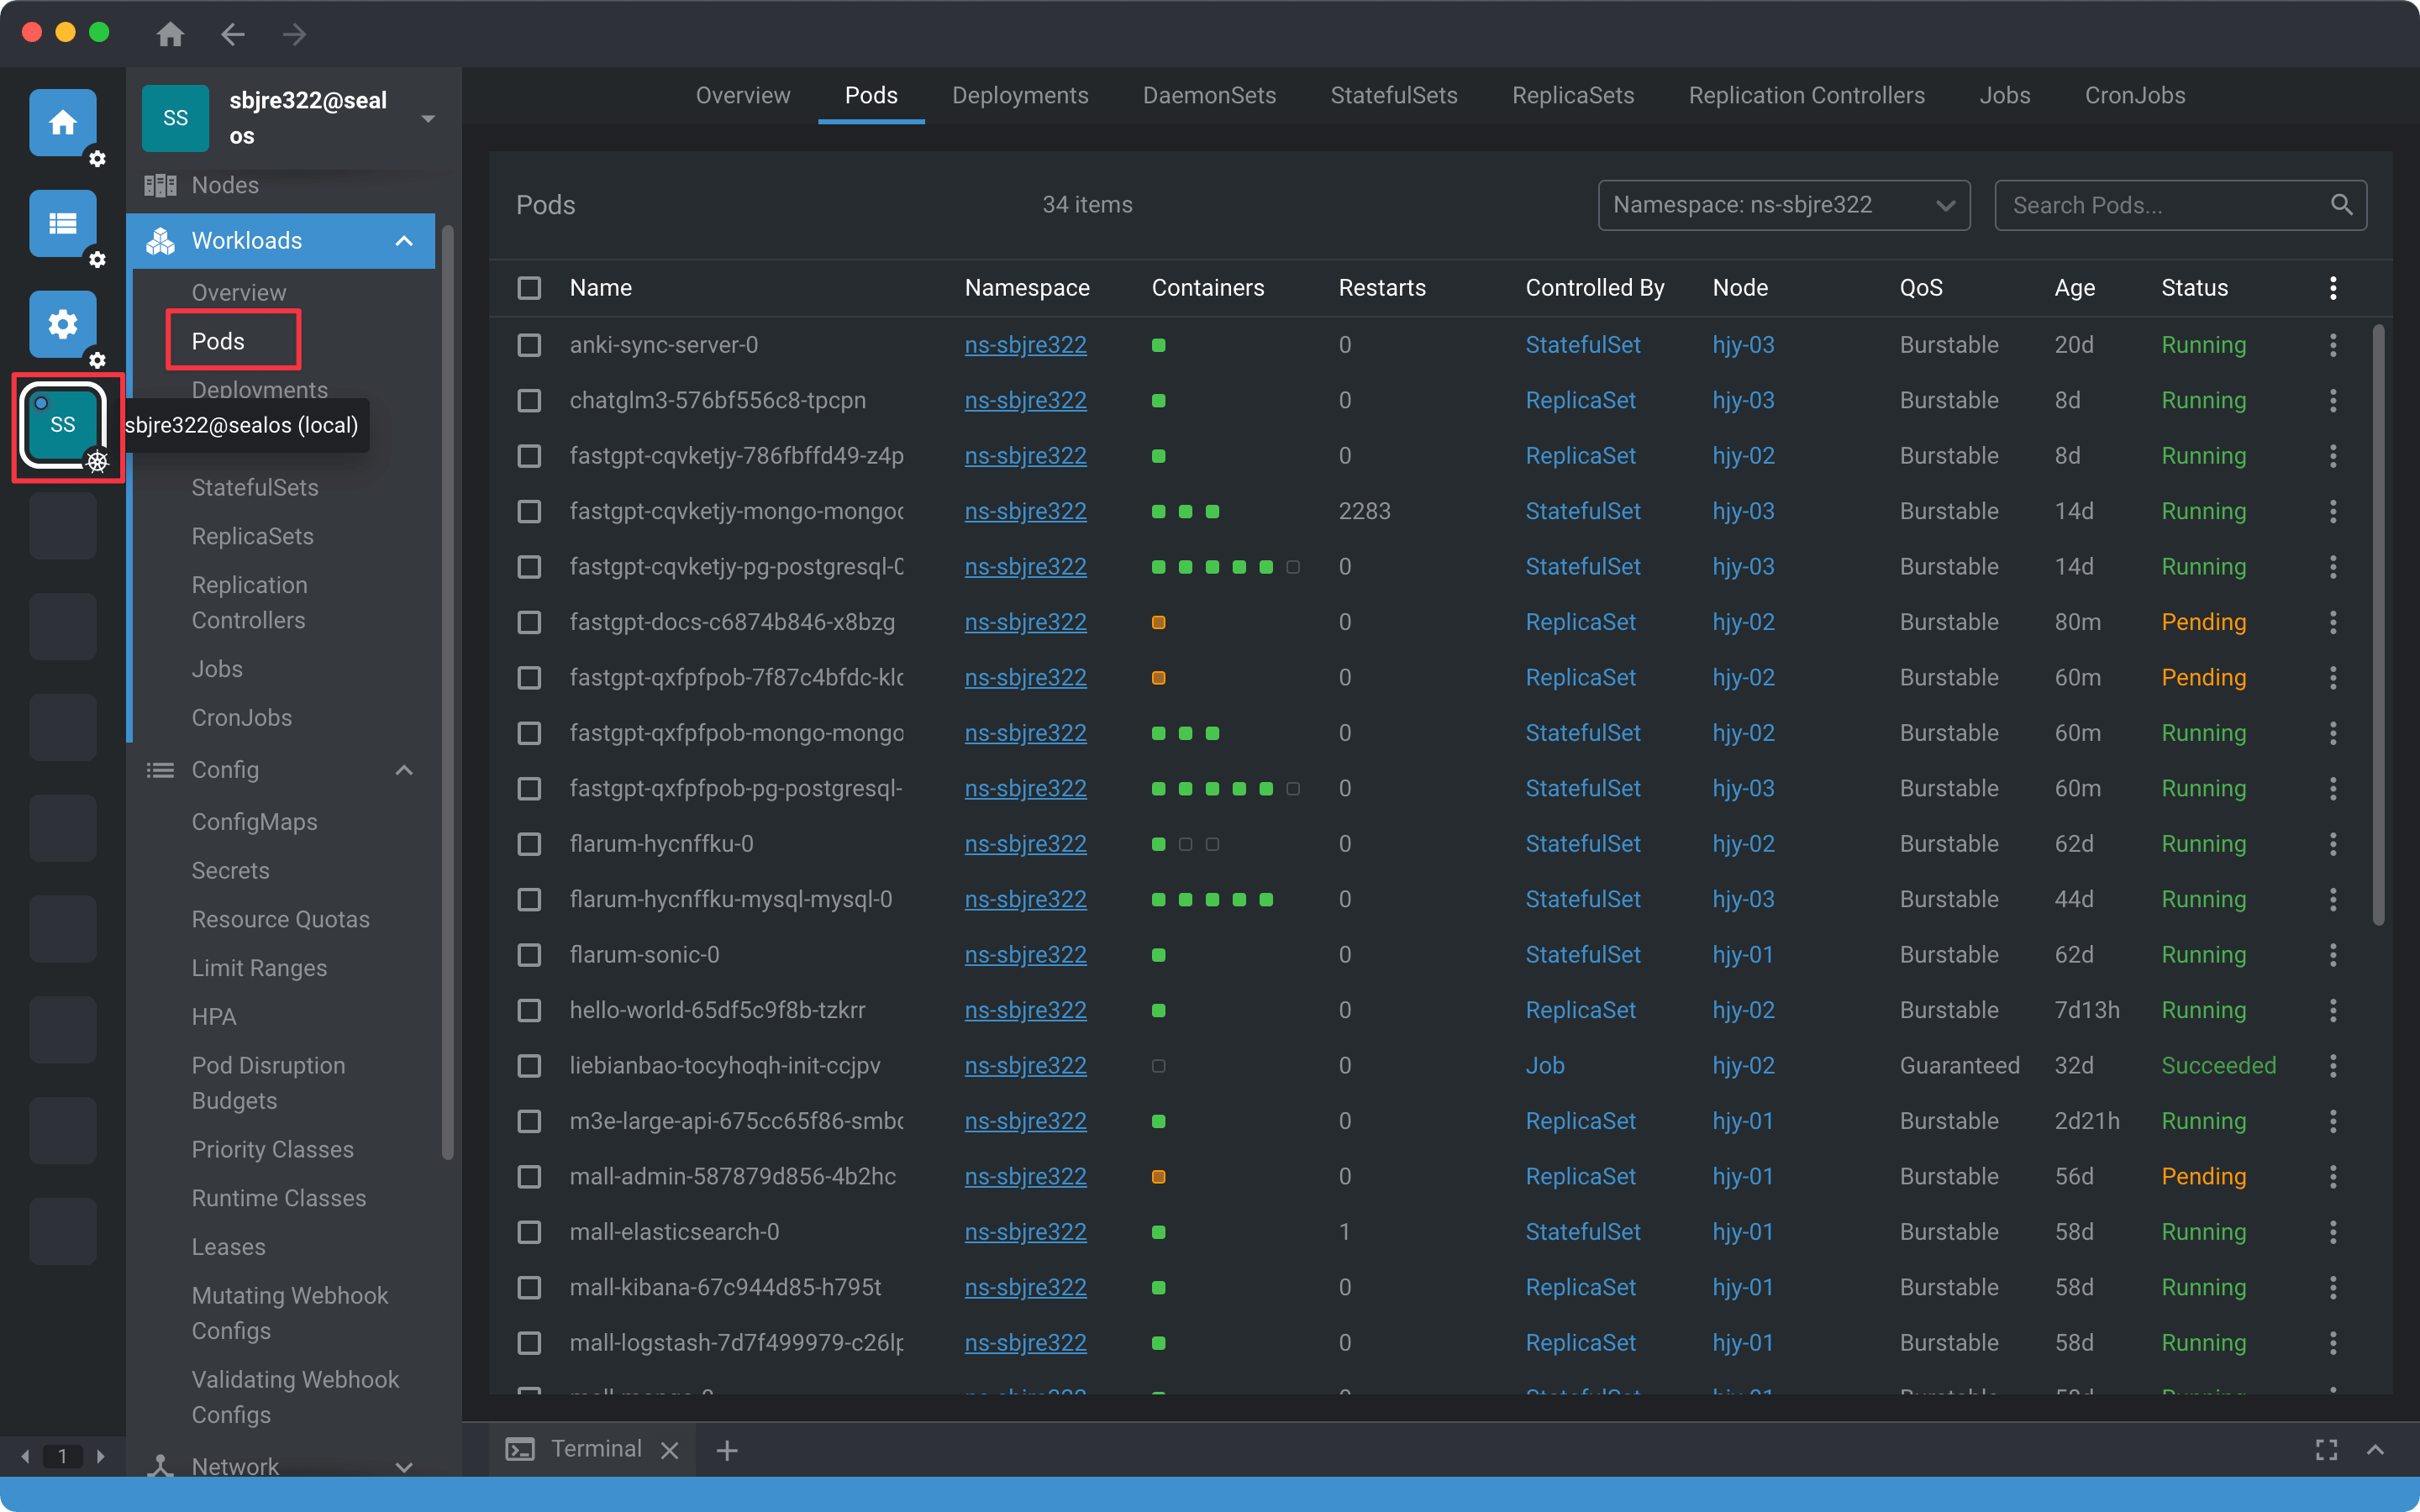 SS
sbjre322@seal
os
Nodes
Workloads
Overview
Pods
Deployments
SS
sbjre322@sealos (local)
StatefulSets
ReplicaSets
Replication
Controllers
Jobs
CronJobs
Config
ConfigMaps
Secrets
Resource Quotas
Limit Ranges
HPA
Pod Disruption
Budgets
Priority Classes
Runtime Classes
Leases
Mutating Webhook
Configs
Validating Webhook
Configs
Network
1
Overview Pods Deployments DaemonSets StatefulSets ReplicaSets Replication Controllers Jobs CronJobs
Pods 34 items Namespace: ns-sbjre322 Search Pods...
Name Namespace Containers Restarts Controlled By Node QoS Age Status
anki-sync-server-0 ns-sbjre322 0 StatefulSet hjy-03 Burstable 20d Running
chatglm3-576bf556c8-tpcpn ns-sbjre322 0 ReplicaSet hjy-03 Burstable 8d Running
fastgpt-cqvketjy-786fbffd49-z4p ns-sbjre322 0 ReplicaSet hjy-02 Burstable 8d Running
fastgpt-cqvketjy-mongo-mongo ns-sbjre322 2283 StatefulSet hjy-03 Burstable 14d Running
fastgpt-cqvketjy-pg-postgresql-0 ns-sbjre322 0 StatefulSet hjy-03 Burstable 14d Running
fastgpt-docs-c6874b846-x8bzg ns-sbjre322 0 ReplicaSet hjy-02 Burstable 80m Pending
fastgpt-qxfpfpob-7f87c4bfdc-kl ns-sbjre322 0 ReplicaSet hjy-02 Burstable 60m Pending
fastgpt-qxfpfpob-mongo-mongo ns-sbjre322 0 StatefulSet hjy-02 Burstable 60m Running
fastgpt-qxfpfpob-pg-postgresql- ns-sbjre322 0 StatefulSet hjy-03 Burstable 60m Running
flarum-hycnffku-0 ns-sbjre322 0 StatefulSet hjy-02 Burstable 62d Running
flarum-hycnffku-mysql-mysql-0 ns-sbjre322 0 StatefulSet hjy-03 Burstable 44d Running
flarum-sonic-0 ns-sbjre322 0 StatefulSet hjy-01 Burstable 62d Running
hello-world-65df5c9f8b-tzkrr ns-sbjre322 0 ReplicaSet hjy-02 Burstable 7d13h Running
liebianbao-tocyhoqh-init-ccjpv ns-sbjre322 0 Job hjy-02 Guaranteed 32d Succeeded
m3e-large-api-675cc65f86-smb ns-sbjre322 0 ReplicaSet hjy-01 Burstable 2d21h Running
mall-admin-587879d856-4b2hc ns-sbjre322 0 ReplicaSet hjy-01 Burstable 56d Pending
mall-elasticsearch-0 ns-sbjre322 1 StatefulSet hjy-01 Burstable 58d Running
mall-kibana-67c944d85-h795t ns-sbjre322 0 ReplicaSet hjy-01 Burstable 58d Running
mall-logstash-7d7f499979-c26l ns-sbjre322 0 ReplicaSet hjy-01 Burstable 58d Running
Terminal